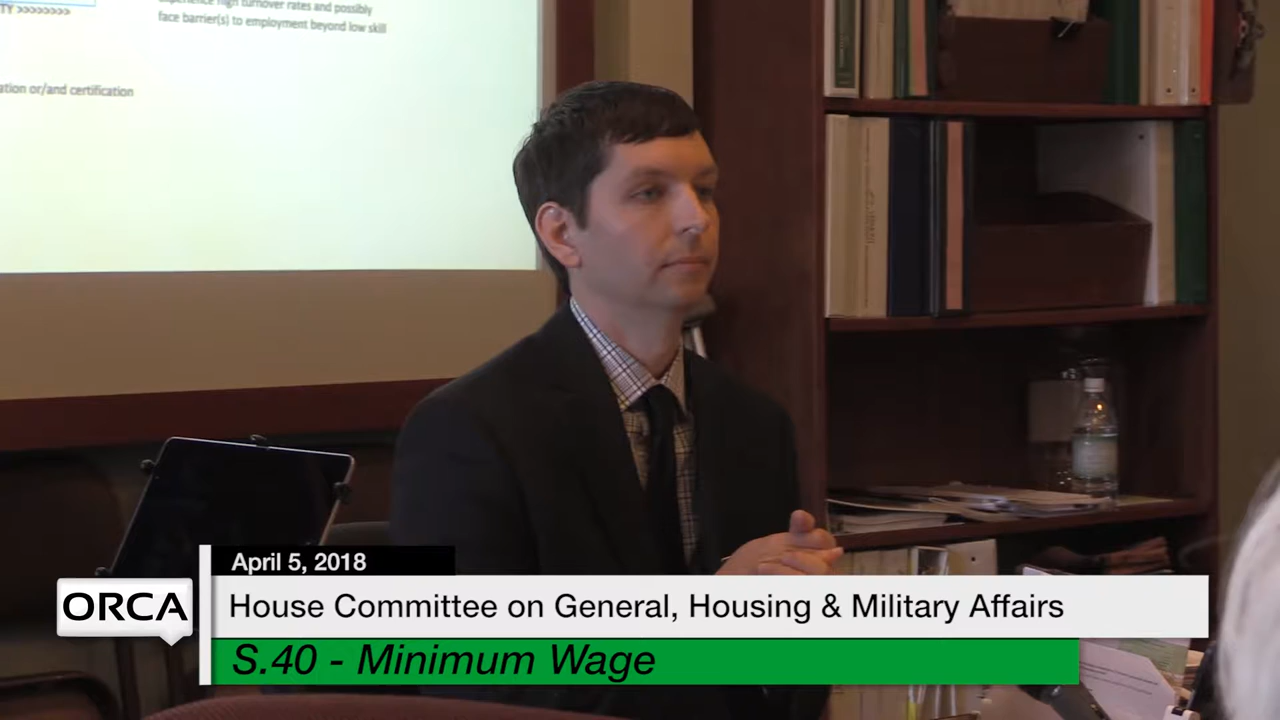 TY >>>>>>>>
experience high turnover rates and possibly
face barrier(s) to employment beyond low skill
ation or/and certification
April 5, 2018
ORCA
House Committee on General, Housing & Military Affairs
S.40 - Minimum Wage